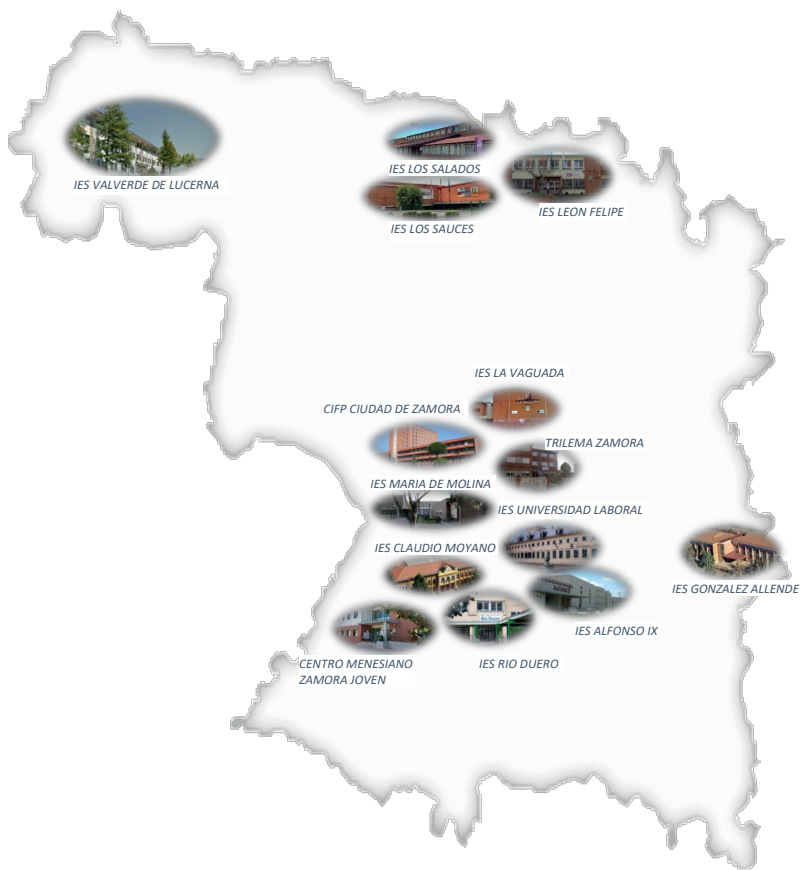 IES VALVERDE DE LUCERNA
IES LOS SALADOS
IES LEON FELIPE
IES LOS SAUCES
IES LA VAGUADA
CIFP CIUDAD DE ZAMORA
TRILEMA ZAMORA
IES MARIA DE MOLINA
IES UNIVERSIDAD LABORAL
IES CLAUDIO MOYANO
IES GONZALEZ ALLENDE
IES ALFONSO IX
CENTRO MENESIANO
ZAMORA JOVEN
IES RIO DUERO